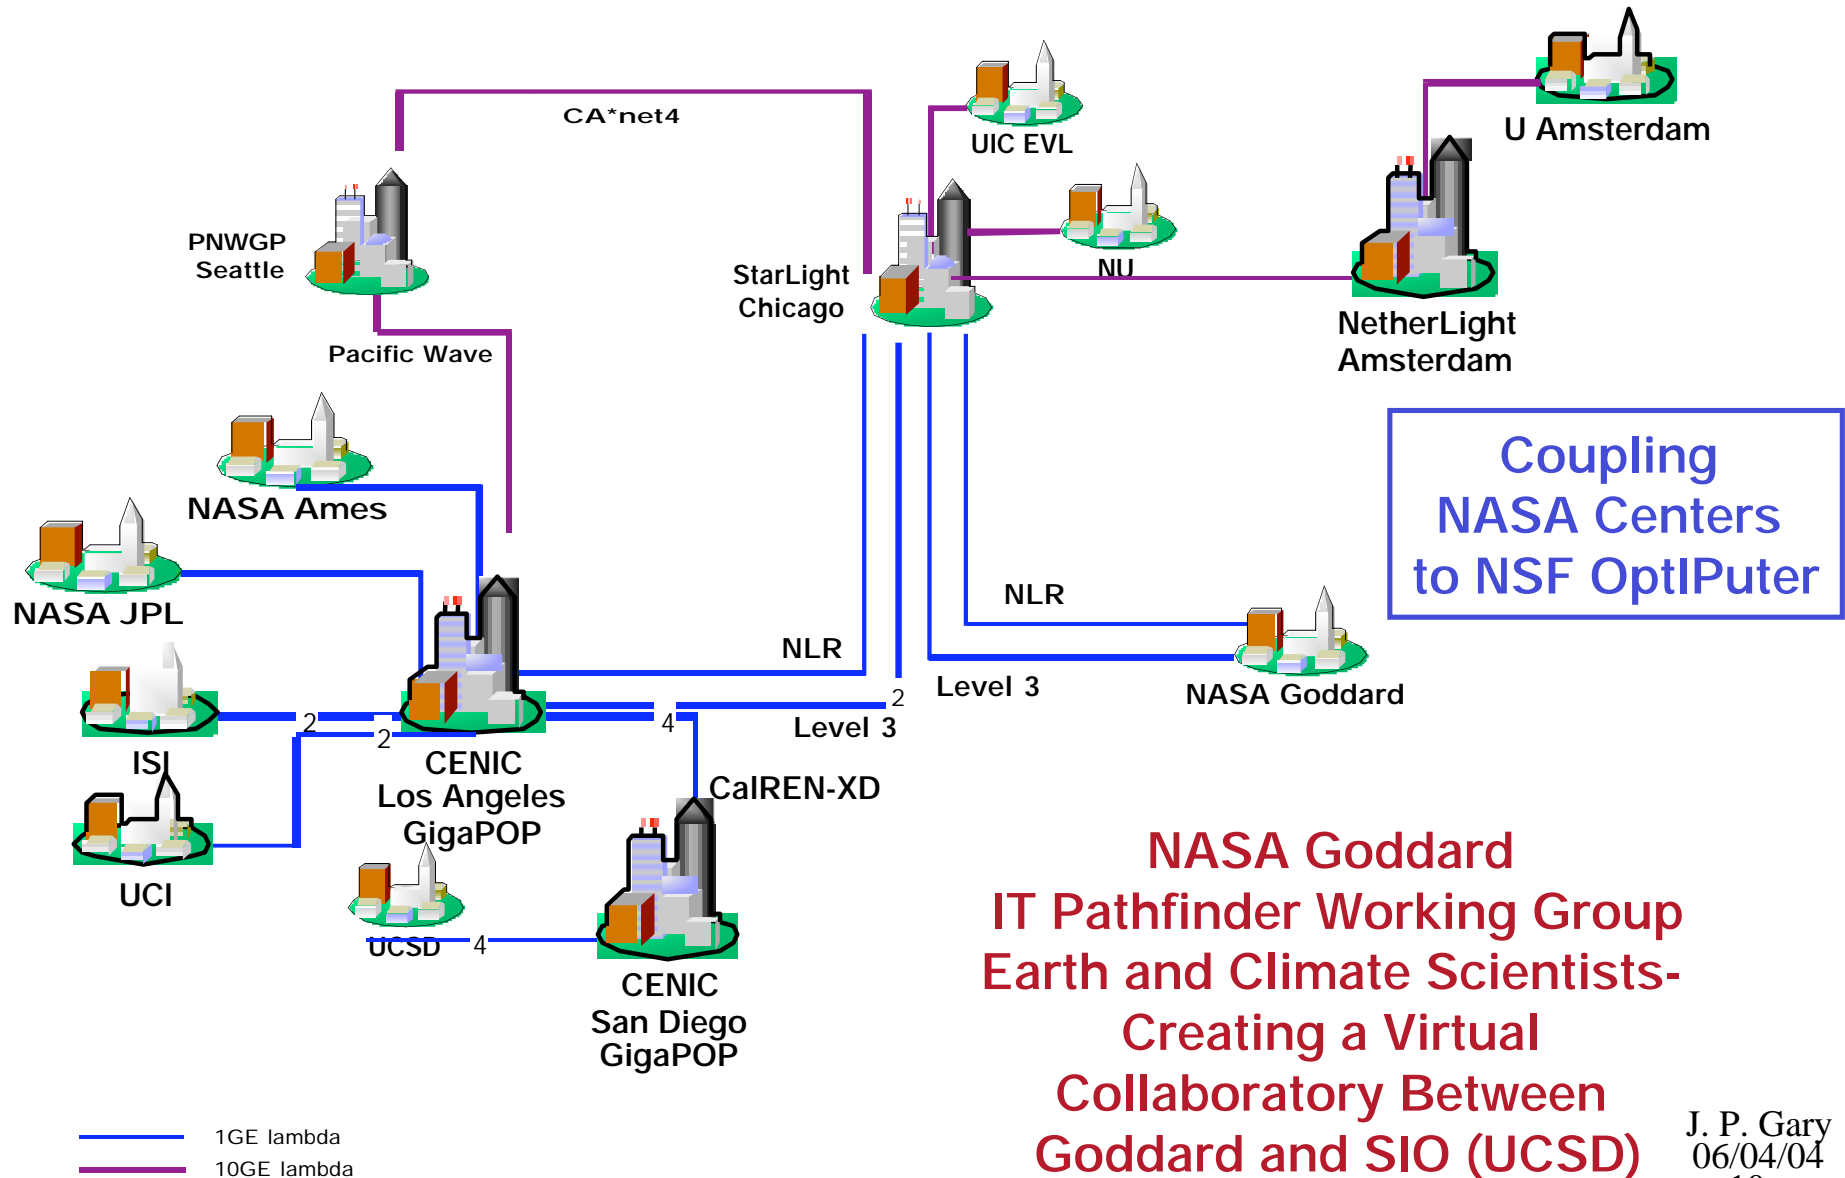 CA*net4
UIC EVL
U Amsterdam
PNWGP
Seattle
StarLight
Chicago
NU
NetherLight
Amsterdam
Pacific Wave
Coupling
NASA Centers
to NSF OptIPuter
NASA Ames
NASA JPL
NLR
NLR
Level 3
NASA Goddard
2
ISI
2
2
4
Level 3
CENIC
Los Angeles
GigaPOP
CalREN-XD
UCI
UCSD
4
CENIC
San Diego
GigaPOP
NASA Goddard
IT Pathfinder Working Group
Earth and Climate Scientists-
Creating a Virtual
Collaboratory Between
Goddard and SIO (UCSD)
J. P. Gary
06/04/04
1GE lambda
10GE lambda